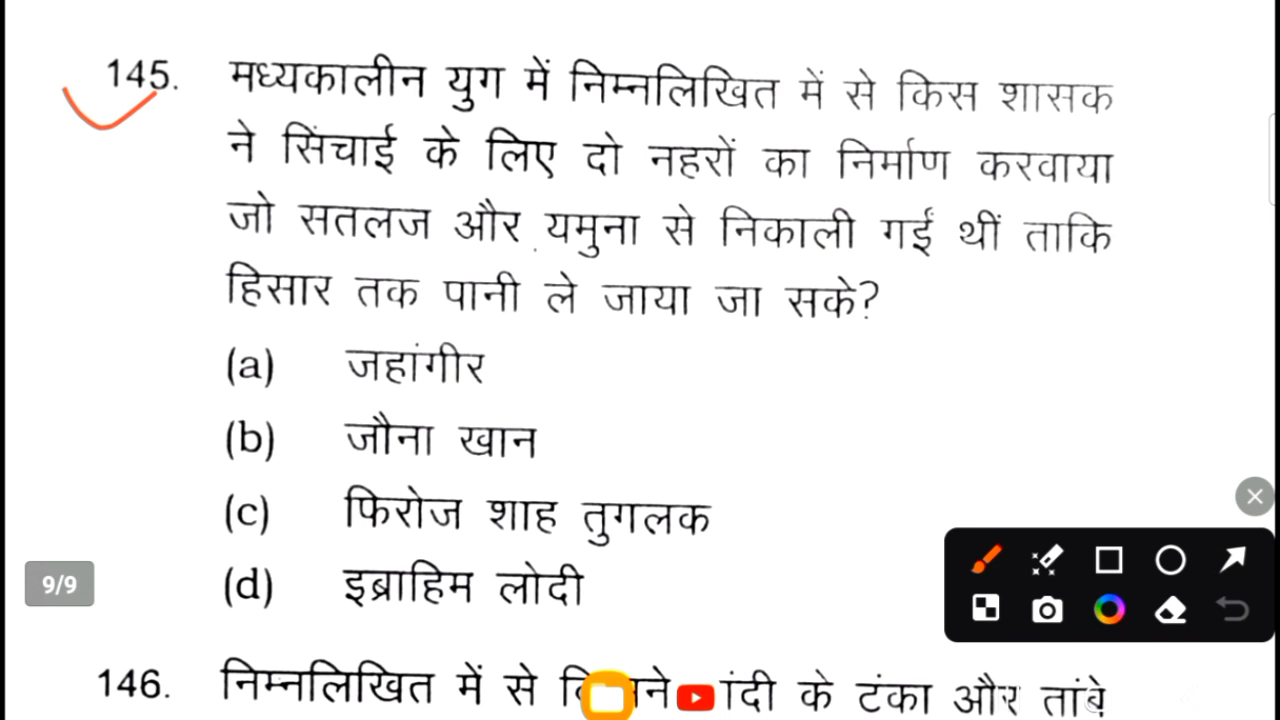 145. मध्यकालीन युग में निम्नलिखित में से किस शासक
ने सिंचाई के लिए दो नहरों का निर्माण करवाया
जो सतलज और यमुना से निकाली गईं थीं ताकि
हिसार तक पानी ले जाया जा सके?
(a) जहांगीर
(b) जौना खान
(c) फिरोज शाह तुगलक
(d) इब्राहिम लोदी
9/9
146. निम्नलिखित में से के टंका और तांबे